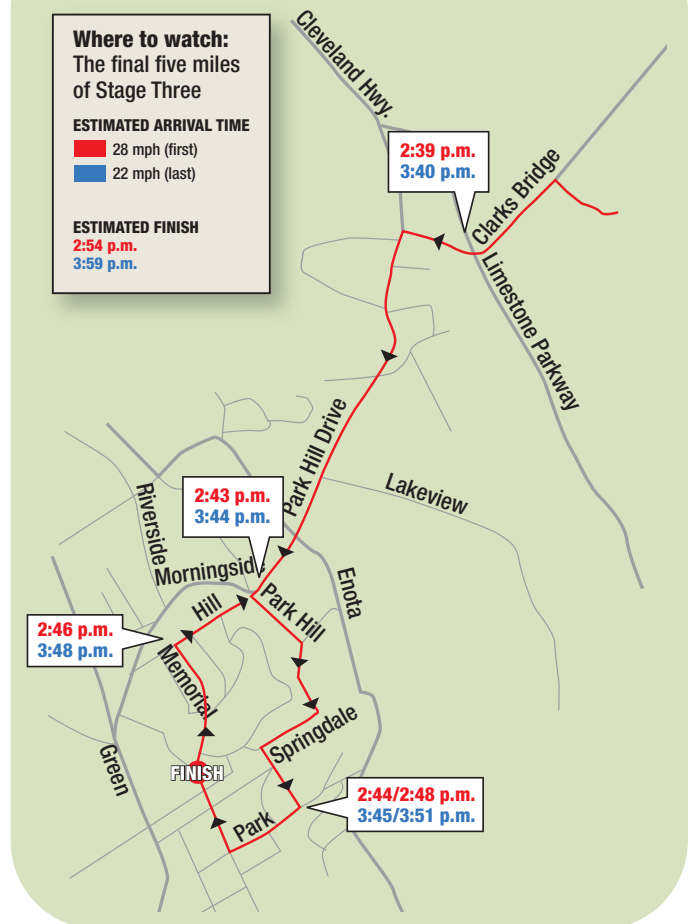 Where to watch:
The final five miles
of Stage Three
ESTIMATED ARRIVAL TIME
28 mph (first)
22 mph (last)
ESTIMATED FINISH
2:54 p.m.
3:59 p.m.
Cleveland Hwy.
2:39 p.m.
3:40 p.m.
Clarks Bridge
Limestone Parkway
Park Hill Drive
Lakeview
Riverside
2:43 p.m.
3:44 p.m.
Morningside
Enota
Hill
Park Hill
2:46 p.m.
3:48 p.m.
Memorial
Springdale
Green
FINISH
2:44/2:48 p.m.
3:45/3:51 p.m.
Park